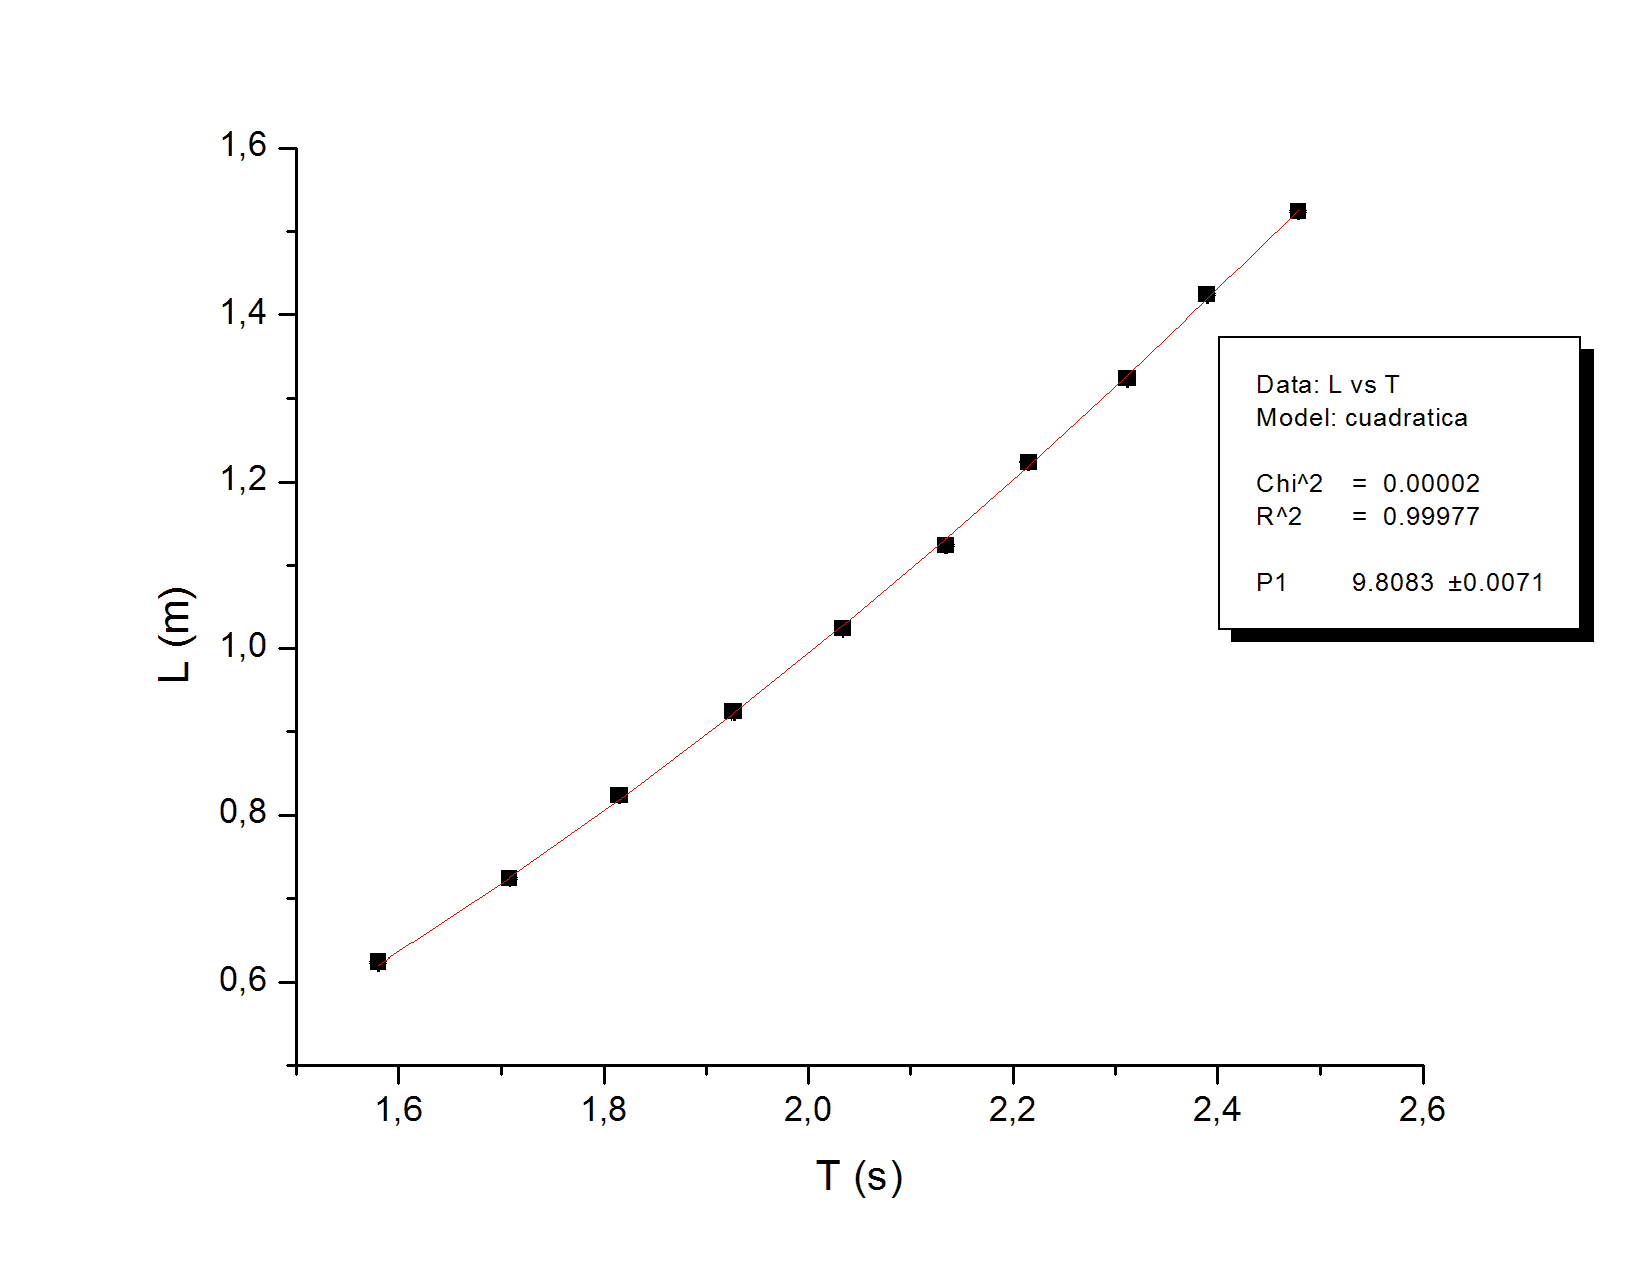 1,6
1,4
1,2
1,0
0,8
0,6
L (m)
1,6 1,8 2,0 2,2 2,4 2,6
T (s)
Data: L vs T
Model: cuadratica
Chi^2 = 0.00002
R^2 = 0.99977
P1 9.8083 ±0.0071